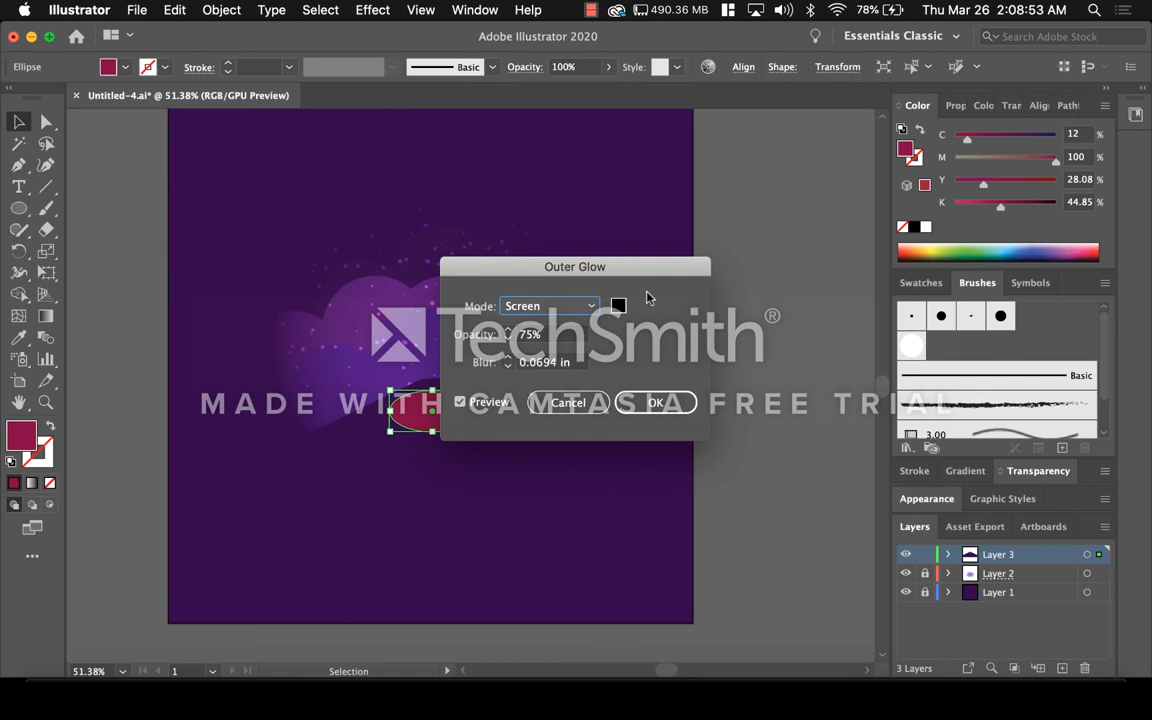 Illustrator File Edit Object Type Select Effect View Window Help 490.36 MB 78% Thu Mar 26 2:08:53 AM
Adobe Illustrator 2020 Essentials Classic Search Adobe Stock
Ellipse Stroke: Basic Opacity: 100% Style: Align Shape: Transform
× Untitled-4.ai* @ 51.38% (RGB/GPU Preview)
Color Prop Colo Tran Alig Path
C 12 %
M 100 %
Y 28.08 %
K 44.85 %
Outer Glow
Mode: Screen
Opacity: 75%
Blur: 0.0694 in
Preview Cancel OK
TechSmith®
MADE WITH CAMTASIA FREE TRIAL
Swatches Brushes Symbols
Basic
3.00
Stroke Gradient Transparency
Appearance Graphic Styles
Layers Asset Export Artboards
Layer 3
Layer 2
Layer 1
3 Layers
51.38% 1 Selection